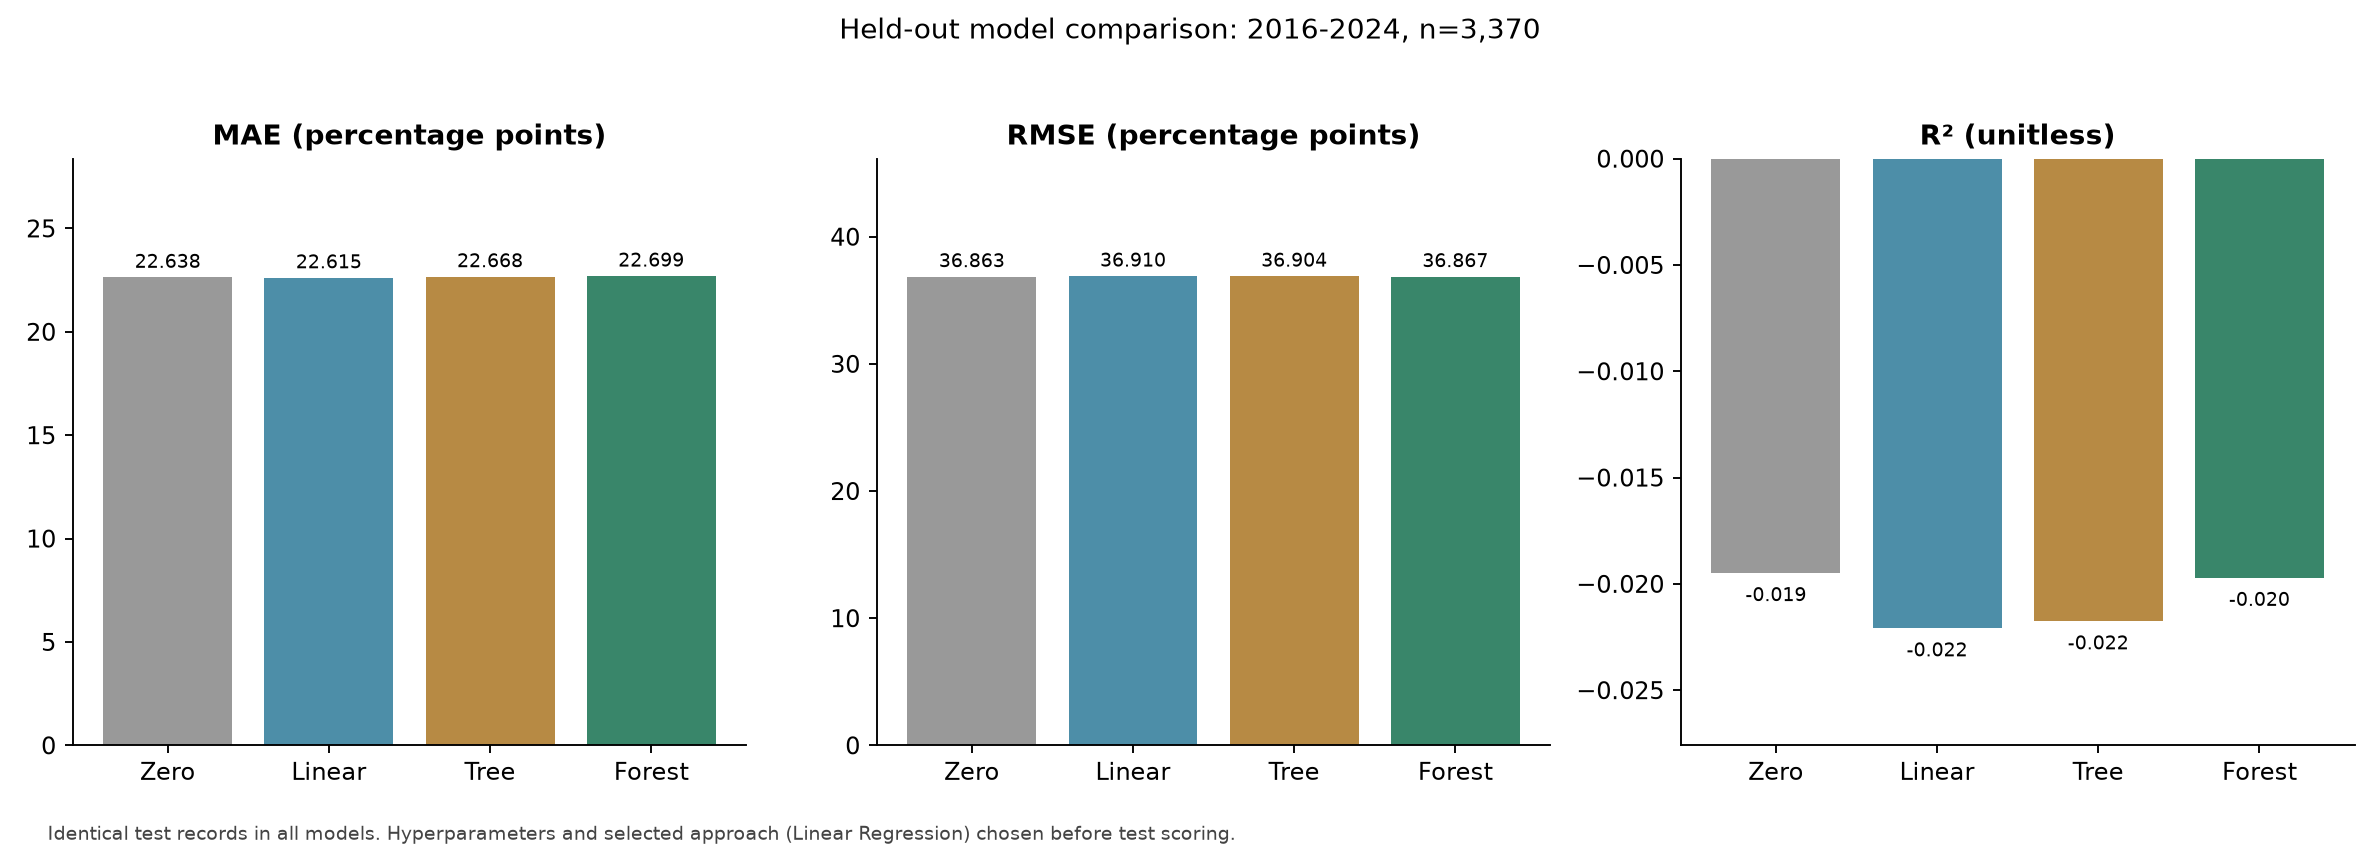 Held-out model comparison: 2016-2024, n=3,370
MAE (percentage points)
25
20
15
10
5
0
22.638
22.615
22.668
22.699
Zero
Linear
Tree
Forest
RMSE (percentage points)
40
30
20
10
0
36.863
36.910
36.904
36.867
Zero
Linear
Tree
Forest
R² (unitless)
0.000
−0.005
−0.010
−0.015
−0.020
−0.025
-0.019
-0.022
-0.022
-0.020
Zero
Linear
Tree
Forest
Identical test records in all models. Hyperparameters and selected approach (Linear Regression) chosen before test scoring.